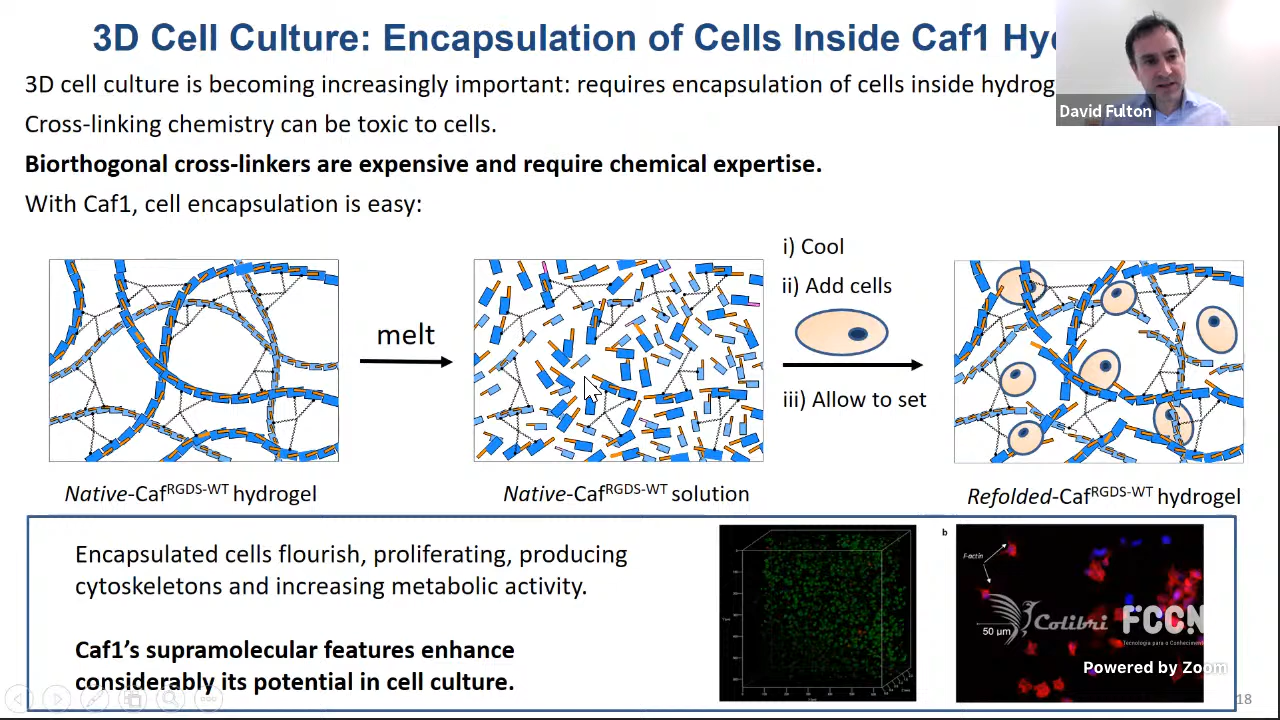 3D Cell Culture: Encapsulation of Cells Inside Caf1 Hy
David Fulton
3D cell culture is becoming increasingly important: requires encapsulation of cells inside hydrog
Cross-linking chemistry can be toxic to cells.
Biorthogonal cross-linkers are expensive and require chemical expertise.
With Caf1, cell encapsulation is easy:
melt
i) Cool
ii) Add cells
iii) Allow to set
Native-CafRGDS-WT hydrogel
Native-CafRGDS-WT solution
Refolded-CafRGDS-WT hydrogel
Encapsulated cells flourish, proliferating, producing
cytoskeletons and increasing metabolic activity.
Caf1's supramolecular features enhance
considerably its potential in cell culture.
b
F-actin
50 µm
Colibri
FCCN
Powered by Zoom
18